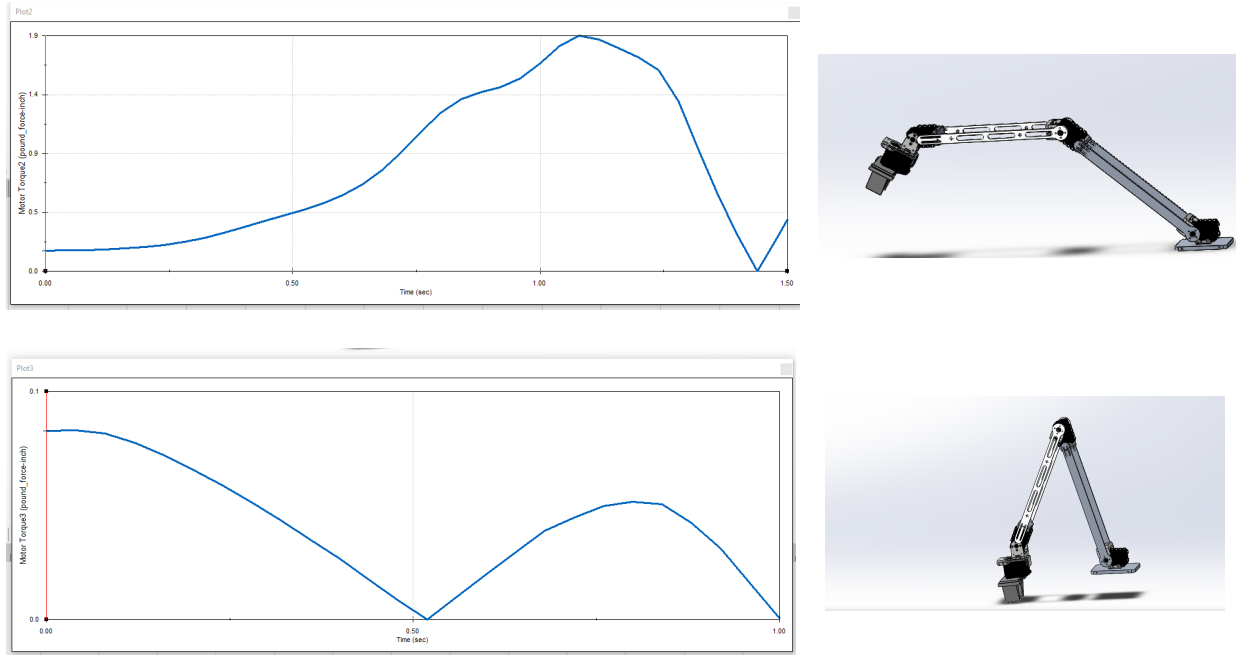 Plot2
Motor Torque2 (pound_force-inch)
1.9
1.4
0.9
0.5
0.0
0.00
0.50
1.00
1.50
Time (sec)
Plot3
Motor Torque3 (pound_force-inch)
0.1
0.0
0.00
0.50
1.00
Time (sec)